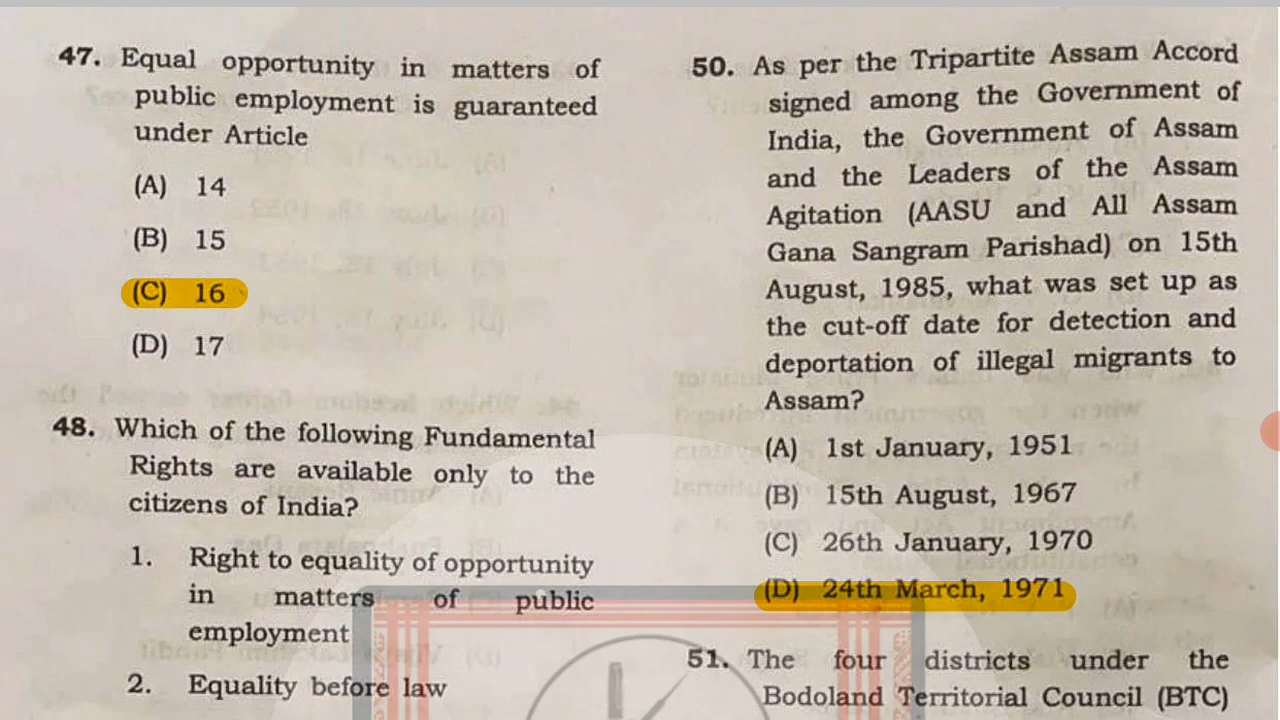 47. Equal opportunity in matters of
public employment is guaranteed
under Article
(A) 14
(B) 15
(C) 16
(D) 17
48. Which of the following Fundamental
Rights are available only to the
citizens of India?
1. Right to equality of opportunity
in matters of public
employment
2. Equality before law
50. As per the Tripartite Assam Accord
signed among the Government of
India, the Government of Assam
and the Leaders of the Assam
Agitation (AASU and All Assam
Gana Sangram Parishad) on 15th
August, 1985, what was set up as
the cut-off date for detection and
deportation of illegal migrants to
Assam?
(A) 1st January, 1951
(B) 15th August, 1967
(C) 26th January, 1970
(D) 24th March, 1971
51. The four districts under the
Bodoland Territorial Council (BTC)